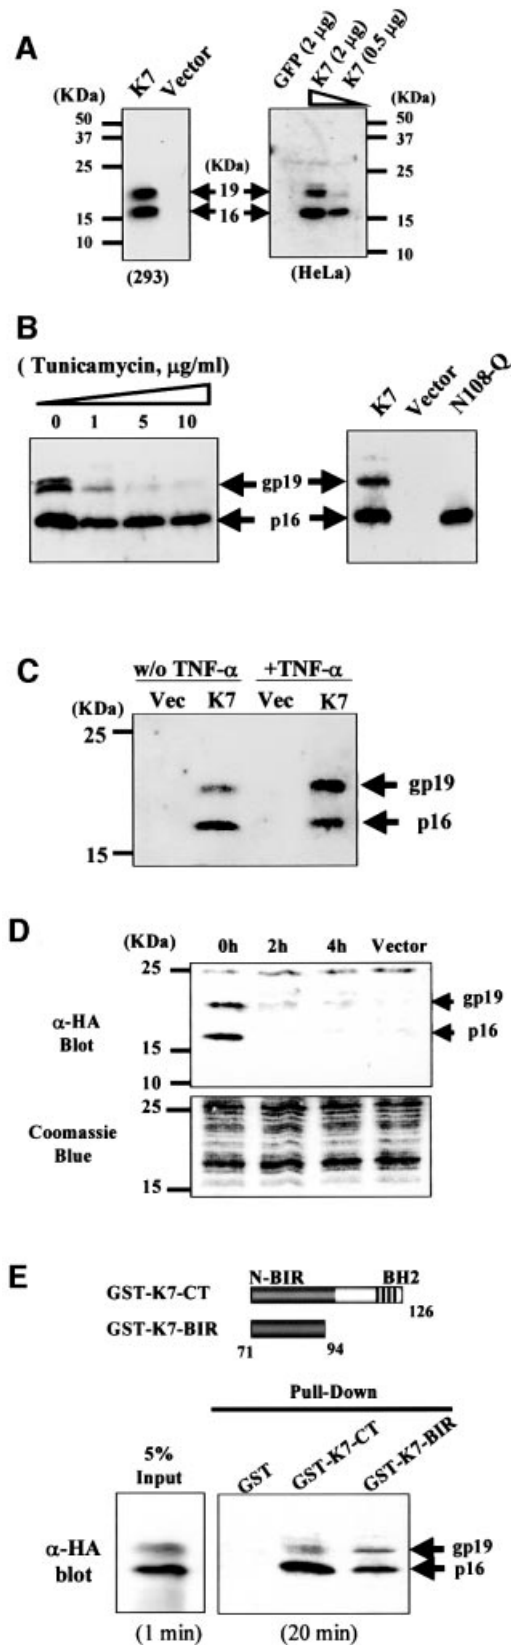 A
K7 Vector
GFP (2 μg) K7 (2 μg) K7 (0.5 μg)
(KDa) (KDa)
50 50
37 37
25 (KDa) 25
19
15 16 15
10 10
(293) (HeLa)
B
( Tunicamycin, μg/ml)
0 1 5 10 K7 Vector N108-Q
gp19
p16
C
w/o TNF-α +TNF-α
(KDa) Vec K7 Vec K7
25
gp19
p16
15
D
(KDa) 0h 2h 4h Vector
25
gp19
α-HA
Blot
p16
15
10
25
Coomassie
Blue
15
E
N-BIR BH2
GST-K7-CT
126
GST-K7-BIR
71 94
Pull-Down
5%
Input
GST GST-K7-CT GST-K7-BIR
α-HA
blot
gp19
p16
(1 min) (20 min)